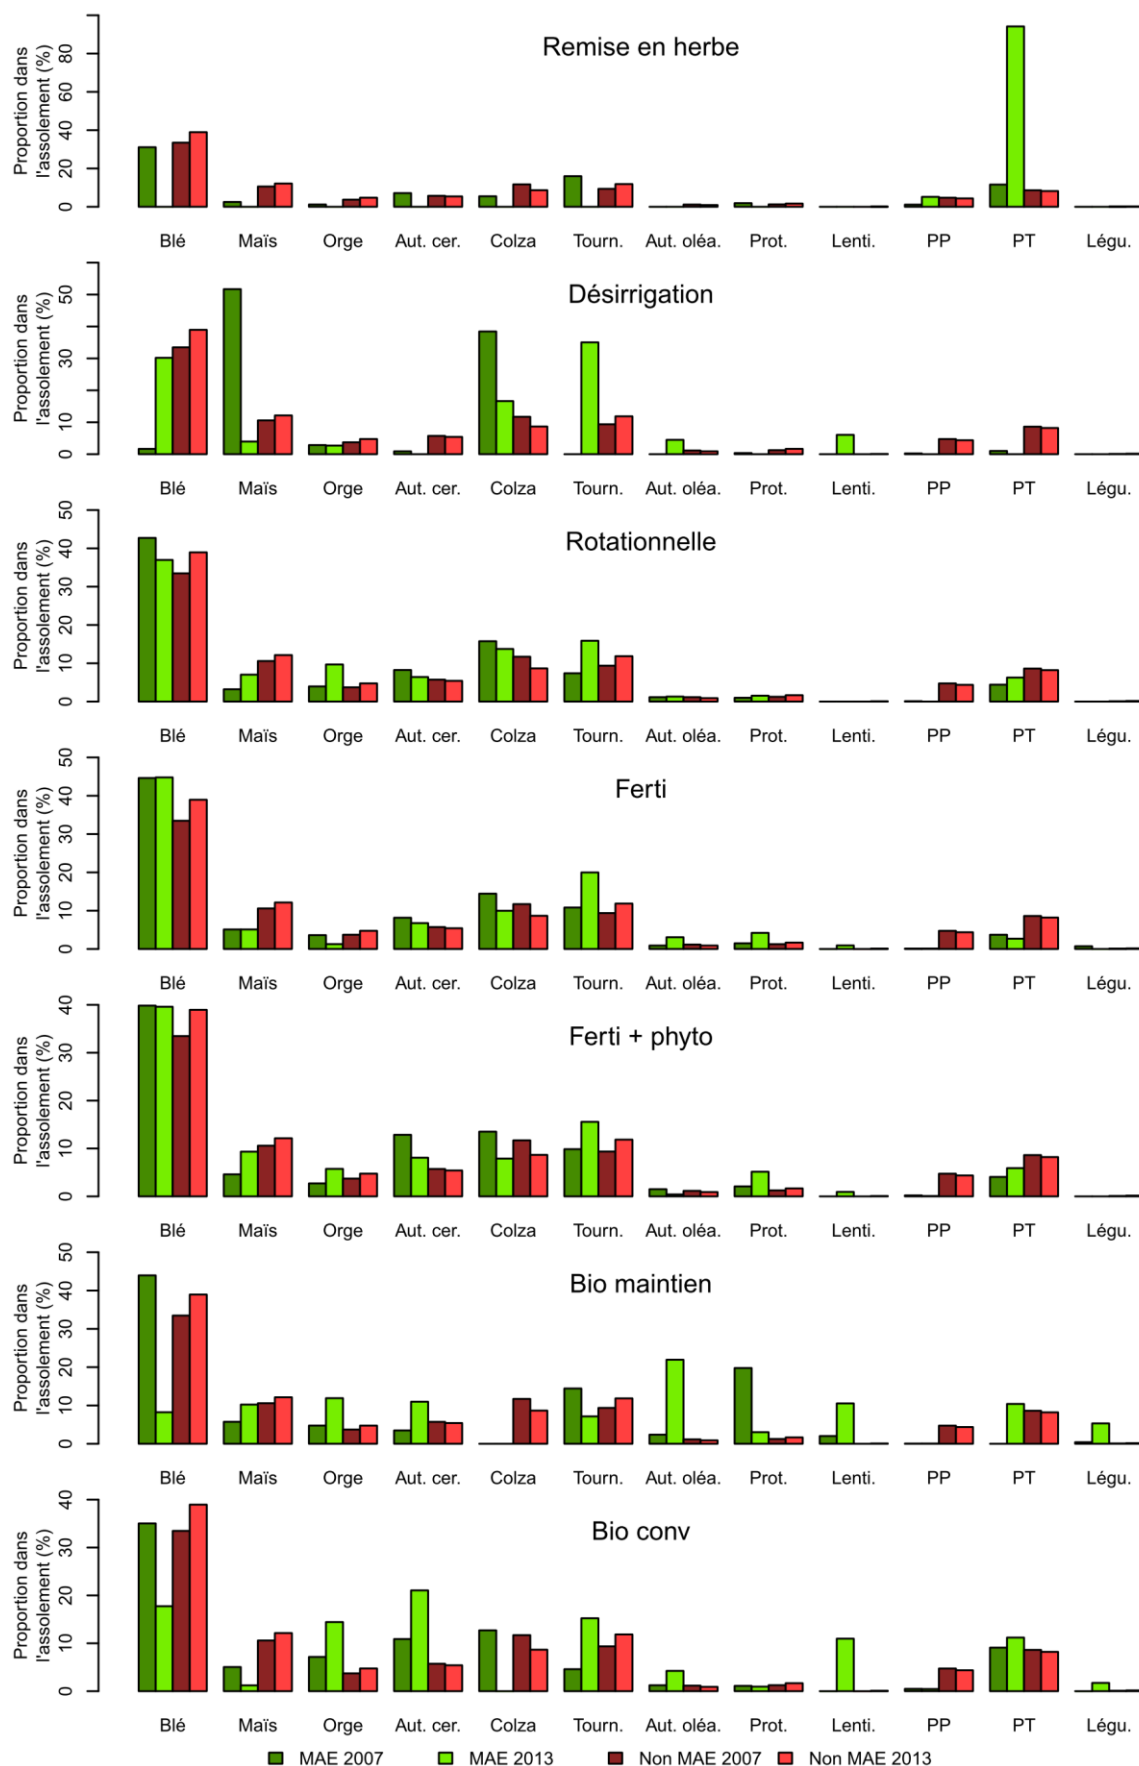 Remise en herbe
Proportion dans
l'assolement (%)
80
60
40
20
0
Blé Maïs Orge Aut. cer. Colza Tourn. Aut. oléa. Prot. Lenti. PP PT Légu.
Désirrigation
Proportion dans
l'assolement (%)
50
30
10
0
Blé Maïs Orge Aut. cer. Colza Tourn. Aut. oléa. Prot. Lenti. PP PT Légu.
Rotationnelle
Proportion dans
l'assolement (%)
50
40
30
20
10
0
Blé Maïs Orge Aut. cer. Colza Tourn. Aut. oléa. Prot. Lenti. PP PT Légu.
Ferti
Proportion dans
l'assolement (%)
50
40
30
20
10
0
Blé Maïs Orge Aut. cer. Colza Tourn. Aut. oléa. Prot. Lenti. PP PT Légu.
Ferti + phyto
Proportion dans
l'assolement (%)
40
30
20
10
0
Blé Maïs Orge Aut. cer. Colza Tourn. Aut. oléa. Prot. Lenti. PP PT Légu.
Bio maintien
Proportion dans
l'assolement (%)
50
40
30
20
10
0
Blé Maïs Orge Aut. cer. Colza Tourn. Aut. oléa. Prot. Lenti. PP PT Légu.
Bio conv
Proportion dans
l'assolement (%)
40
30
20
10
0
Blé Maïs Orge Aut. cer. Colza Tourn. Aut. oléa. Prot. Lenti. PP PT Légu.
MAE 2007 MAE 2013 Non MAE 2007 Non MAE 2013